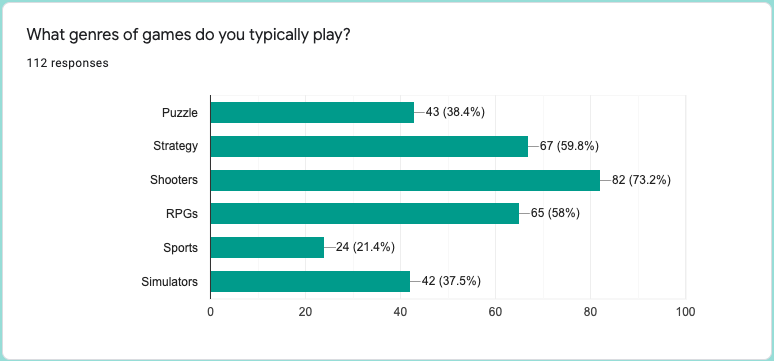 What genres of games do you typically play?
112 responses
Puzzle 43 (38.4%)
Strategy 67 (59.8%)
Shooters 82 (73.2%)
RPGs 65 (58%)
Sports 24 (21.4%)
Simulators 42 (37.5%)
0 20 40 60 80 100